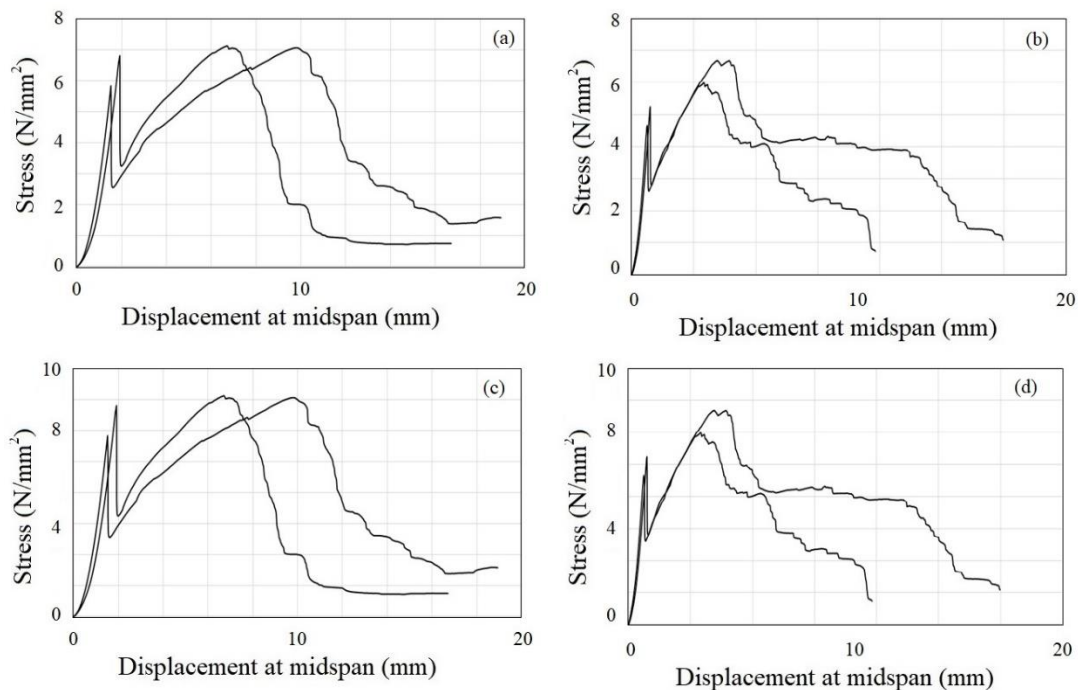 (a)
8
6
4
2
0
Stress (N/mm²)
0 10 20
Displacement at midspan (mm)
(b)
8
6
4
2
0
Stress (N/mm²)
0 10 20
Displacement at midspan (mm)
(c)
10
8
4
0
Stress (N/mm²)
0 10 20
Displacement at midspan (mm)
(d)
10
8
4
0
Stress (N/mm²)
0 10 20
Displacement at midspan (mm)